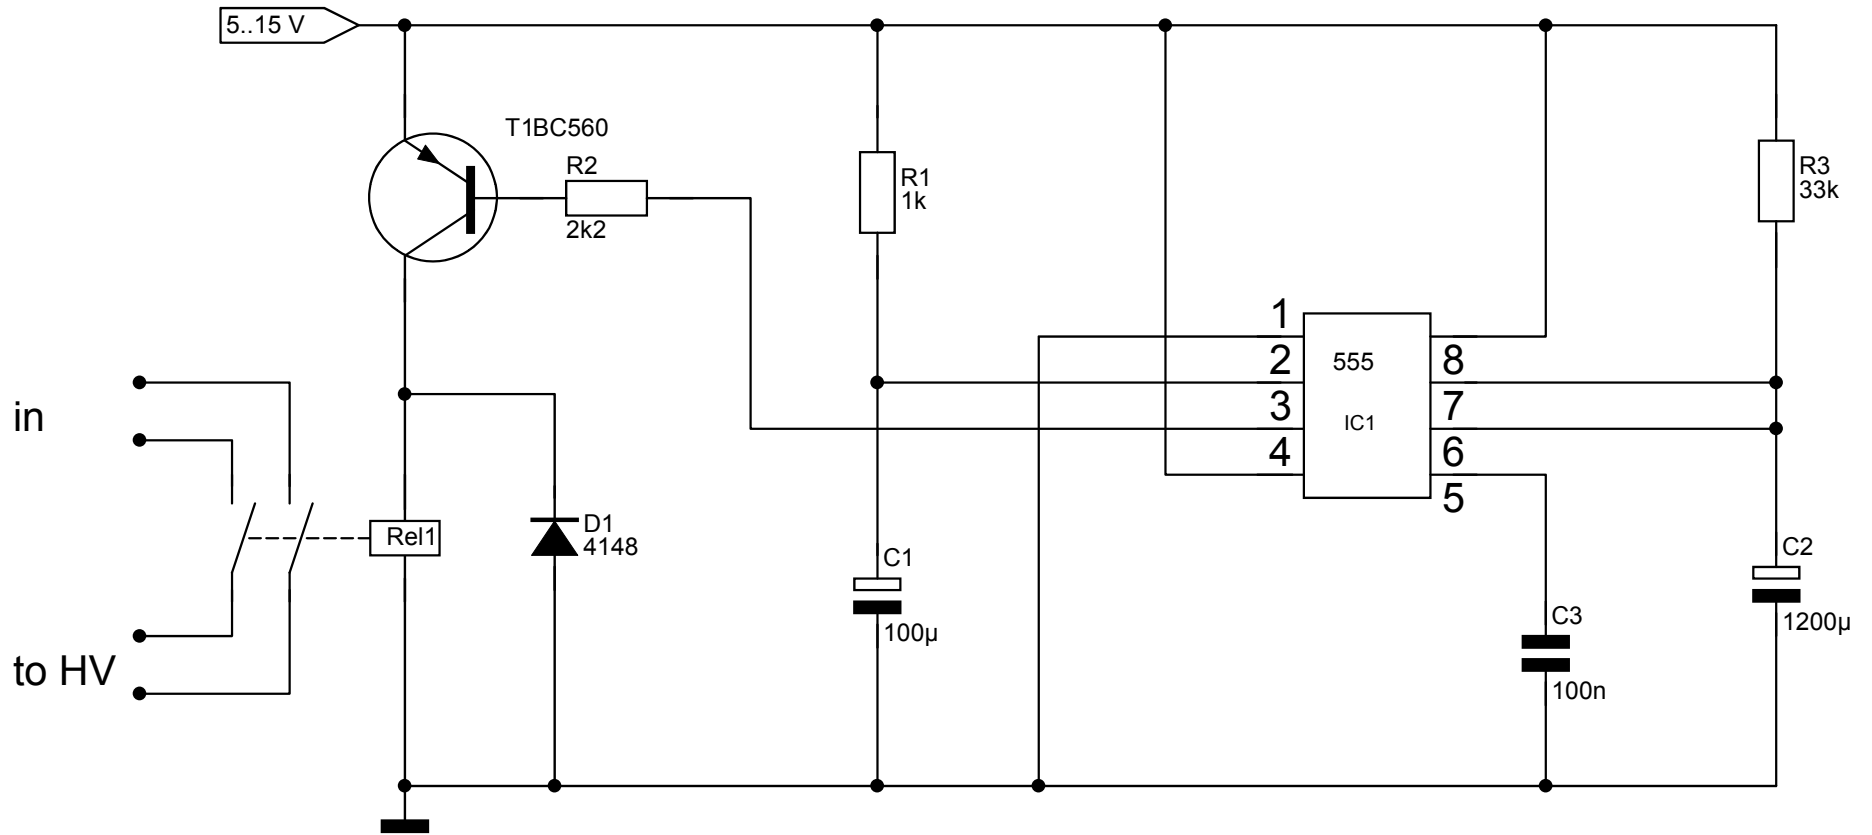 5..15 V
T1BC560
R2
2k2
R1
1k
R3
33k
1
2
3
4
555
IC1
8
7
6
5
in
to HV
Rel1
D1
4148
C1
100µ
C3
100n
C2
1200µ